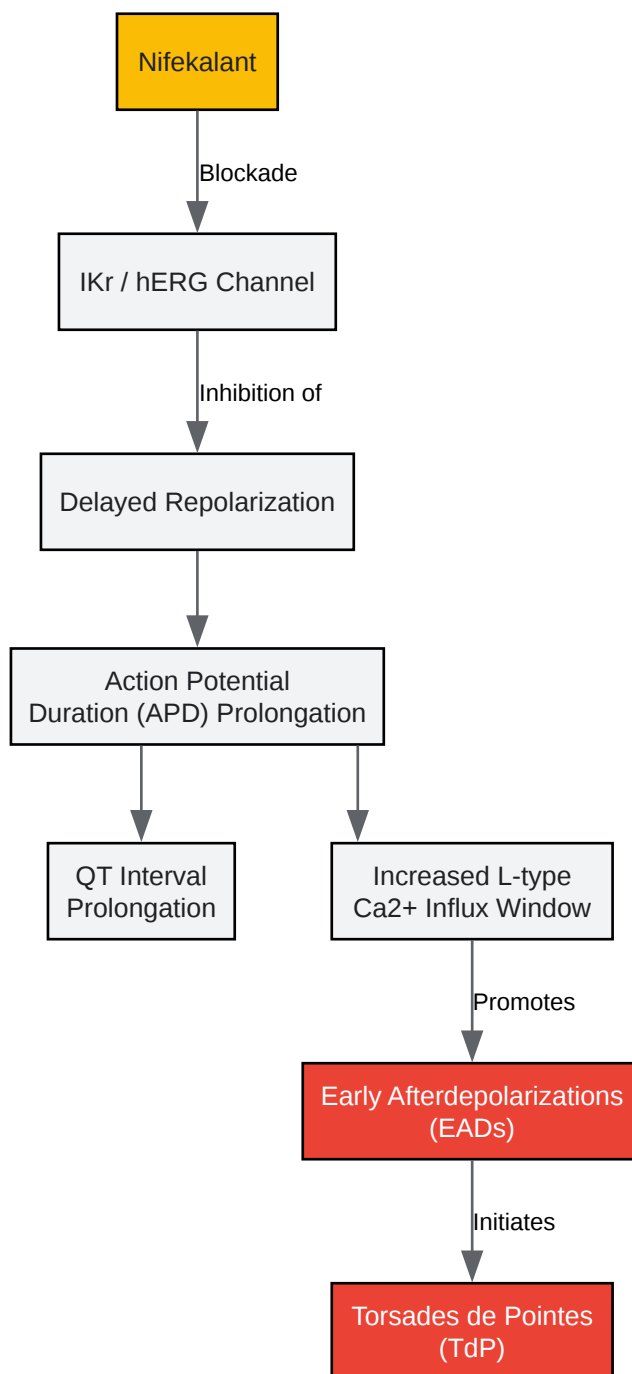 Nifekalant
Blockade
IKr / hERG Channel
Inhibition of
Delayed Repolarization
Action Potential
Duration (APD) Prolongation
QT Interval
Prolongation
Increased L-type
Ca2+ Influx Window
Promotes
Early Afterdepolarizations
(EADs)
Initiates
Torsades de Pointes
(TdP)